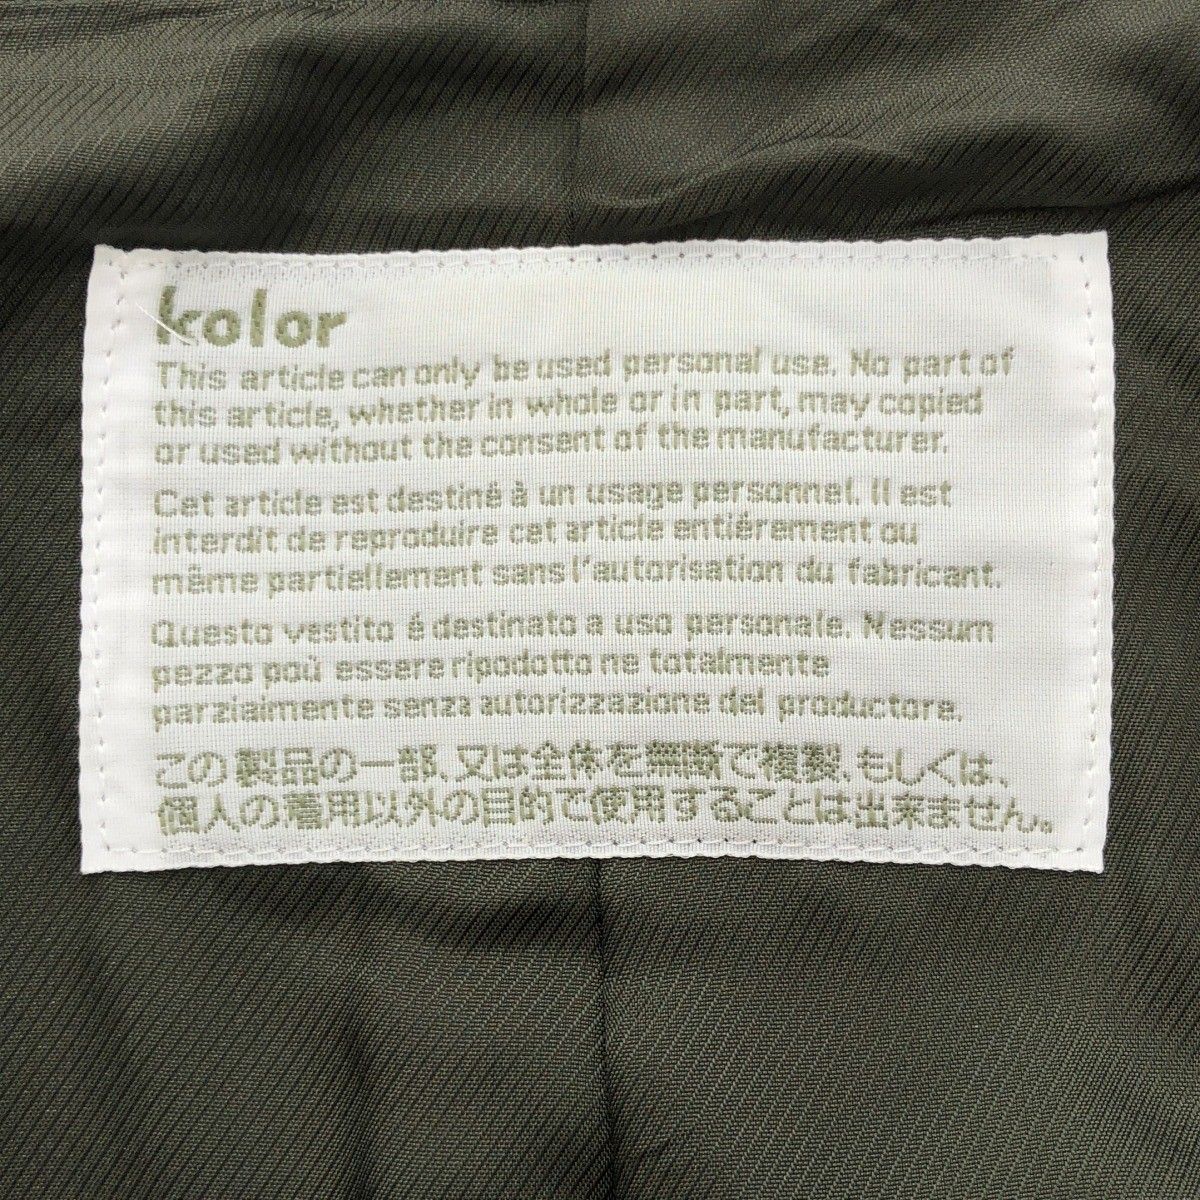 kolor
This article can only be used personal use. No part of
this article, whether in whole or in part, may copied
or used without the consent of the manufacturer.
Cet article est destiné à un usage personnel. Il est
interdit de reproduire cet article entiérement ou
même partiellement sans l'autorisation du fabricant.
Questo vestito é destinato a uso personale. Nessum
pezzo poù essere ripodotto ne totalmente
parzialmente senza autorizzazione del productore.
この製品の一部、又は全体を無断で複製、もしくは、
個人の着用以外の目的で使用することは出来ません。